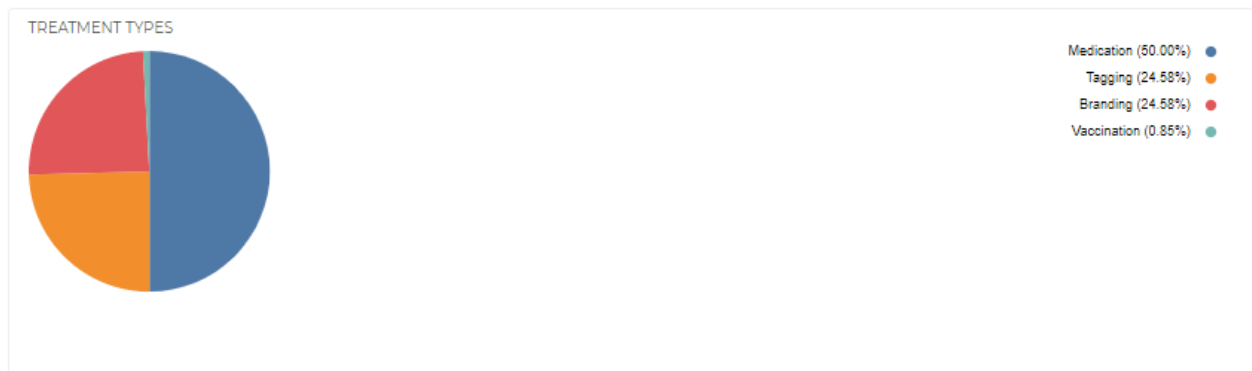 TREATMENT TYPES
Medication (50.00%)
Tagging (24.58%)
Branding (24.58%)
Vaccination (0.85%)